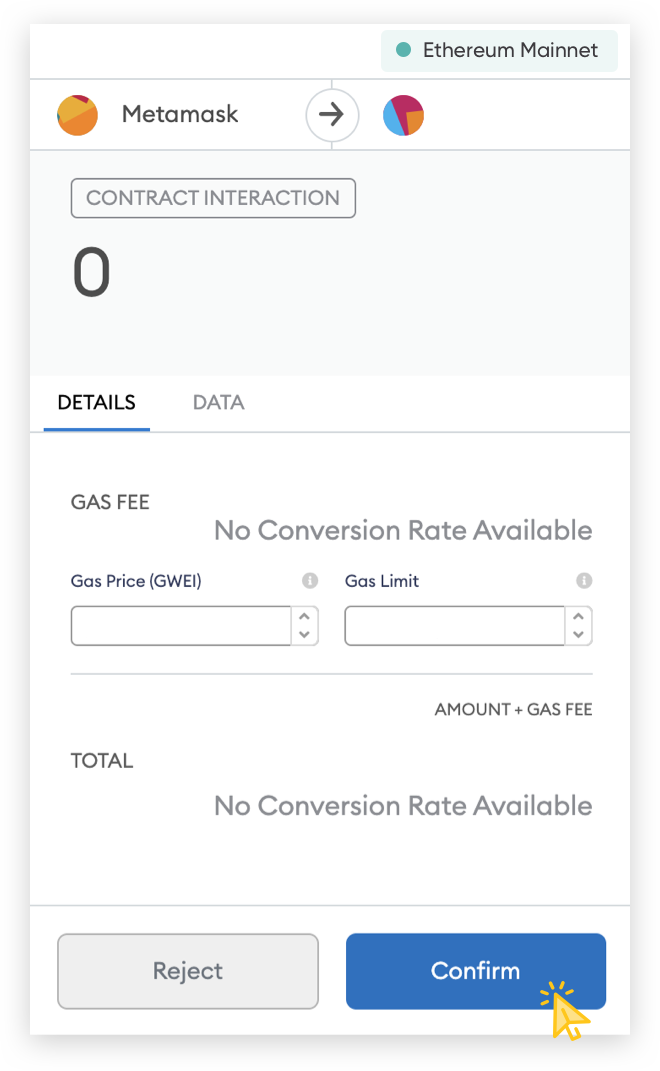 Ethereum Mainnet
Metamask
CONTRACT INTERACTION
0
DETAILS DATA
GAS FEE
No Conversion Rate Available
Gas Price (GWEI) Gas Limit
AMOUNT + GAS FEE
TOTAL
No Conversion Rate Available
Reject Confirm